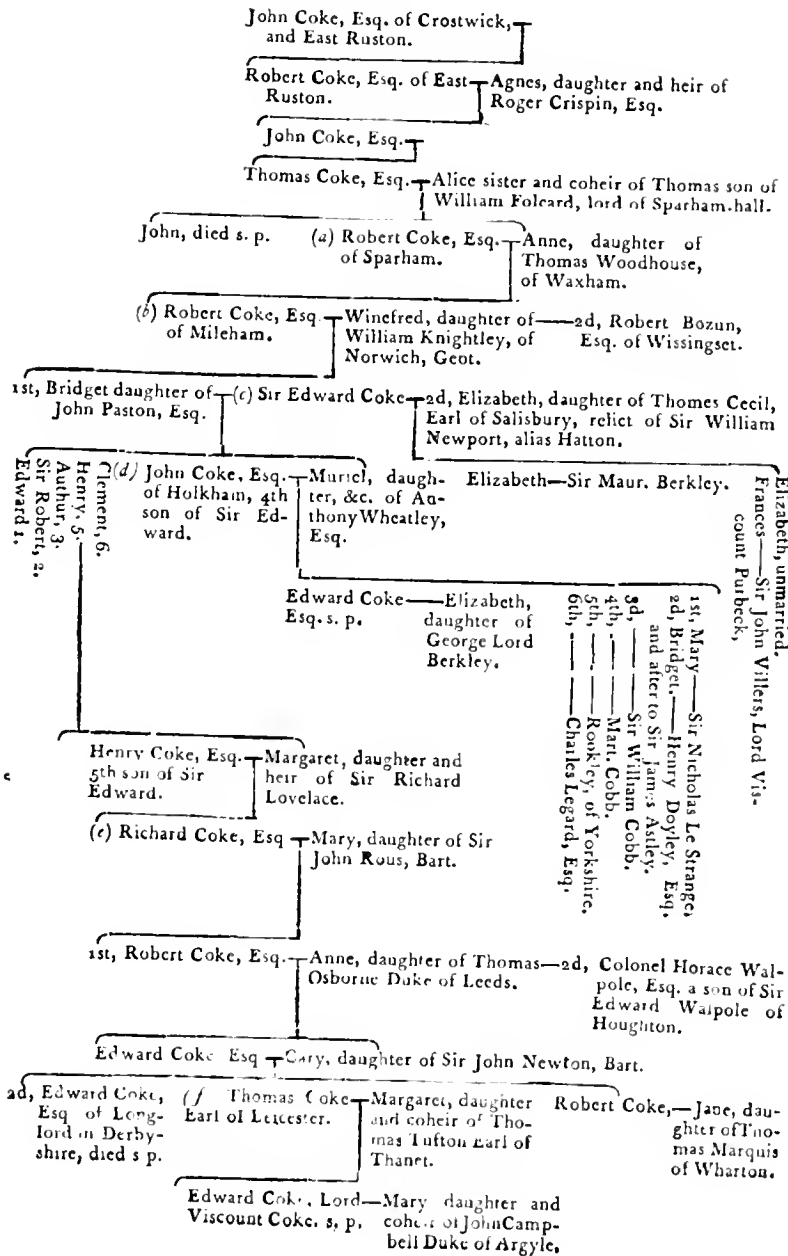 John Coke, Esq. of Crostwick,
and East Ruston.
Robert Coke, Esq. of East
Ruston.
Agnes, daughter and heir of
Roger Crispin, Esq.
John Coke, Esq.
Thomas Coke, Esq.
Alice sister and coheir of Thomas son of
William Folcard, lord of Sparham-hall.
John, died s. p.
(a) Robert Coke, Esq.
of Sparham.
Anne, daughter of
Thomas Woodhouse,
of Waxham.
(b) Robert Coke, Esq
of Mileham.
Winefred, daughter of
William Knightley, of
Norwich, Geot.
2d, Robert Bozun,
Esq. of Wissingset.
1st, Bridget daughter of
John Paston, Esq.
(c) Sir Edward Coke
2d, Elizabeth, daughter of Thomes Cecil,
Earl of Salisbury, relict of Sir William
Newport, alias Hatton.
Clement, 6.
Henry, 5.
Authur, 3.
Sir Robert, 2.
Edward 1.
(d) John Coke, Esq.
of Holkham, 4th
son of Sir Ed-
ward.
Muriel, daugh-
ter, &c. of An-
thony Wheatley,
Esq.
Elizabeth—Sir Maur. Berkley.
Elizabeth, unmarried.
Frances—Sir John Villers, Lord Vis-
count Purbeck,
Edward Coke
Esq. s. p.
Elizabeth,
daughter of
George Lord
Berkley.
1st, Mary—Sir Nicholas Le Strange,
2d, Bridget.—Henry Doyley, Esq.
and after to Sir James Astley.
3d,——Sir William Cobb.
4th,——Mart. Cobb.
5th,——Rookley, of Yorkshire,
6th,——Charles Legard, Esq.
Henry Coke, Esq.
5th son of Sir
Edward.
Margaret, daughter and
heir of Sir Richard
Lovelace.
(e) Richard Coke, Esq
Mary, daughter of Sir
John Rous, Bart.
1st, Robert Coke, Esq.
Anne, daughter of Thomas
Osborne Duke of Leeds.
2d, Colonel Horace Wal-
pole, Esq. a son of Sir
Edward Walpole of
Houghton.
Edward Coke Esq
Cary, daughter of Sir John Newton, Bart.
2d, Edward Coke,
Esq of Long-
ford in Derby-
shire, died s p.
(f Thomas Coke
Earl of Leicester.
Margaret, daughter
and coheir of Tho-
mas Tufton Earl of
Thanet.
Robert Coke,—Jane, dau-
ghter of Tho-
mas Marquis
of Wharton.
Edward Coke, Lord
Viscount Coke. s, p,
Mary daughter and
coheir of John Camp-
bell Duke of Argyle,